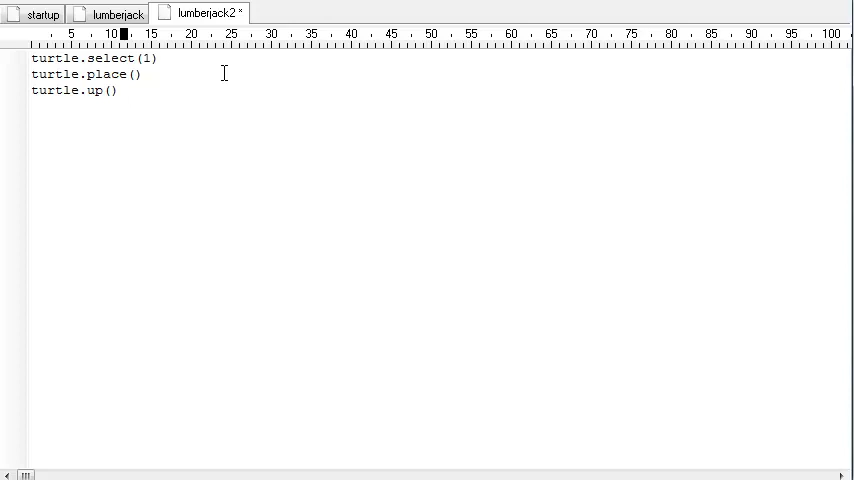 startup lumberjack lumberjack2 *
5 10 15 20 25 30 35 40 45 50 55 60 65 70 75 80 85 90 95 100
turtle.select(1)
turtle.place()
turtle.up()